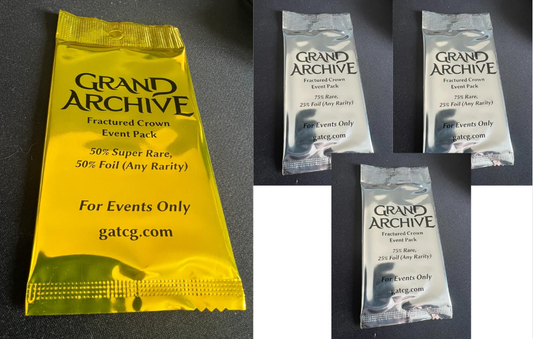 GRAND
ARCHIVE
Fractured Crown
Event Pack
50% Super Rare,
50% Foil (Any Rarity)
For Events Only
gatcg.com
GRAND
ARCHIVE
Fractured Crown
Event Pack
75% Rare,
25% Foil (Any Rarity)
For Events Only
gatcg.com
GRAND
ARCHIVE
Fractured Crown
Event Pack
75% Rare,
25% Foil (Any Rarity)
For Events Only
gatcg.com
GRAND
ARCHIVE
Fractured Crown
Event Pack
75% Rare,
25% Foil (Any Rarity)
For Events Only
gatcg.com